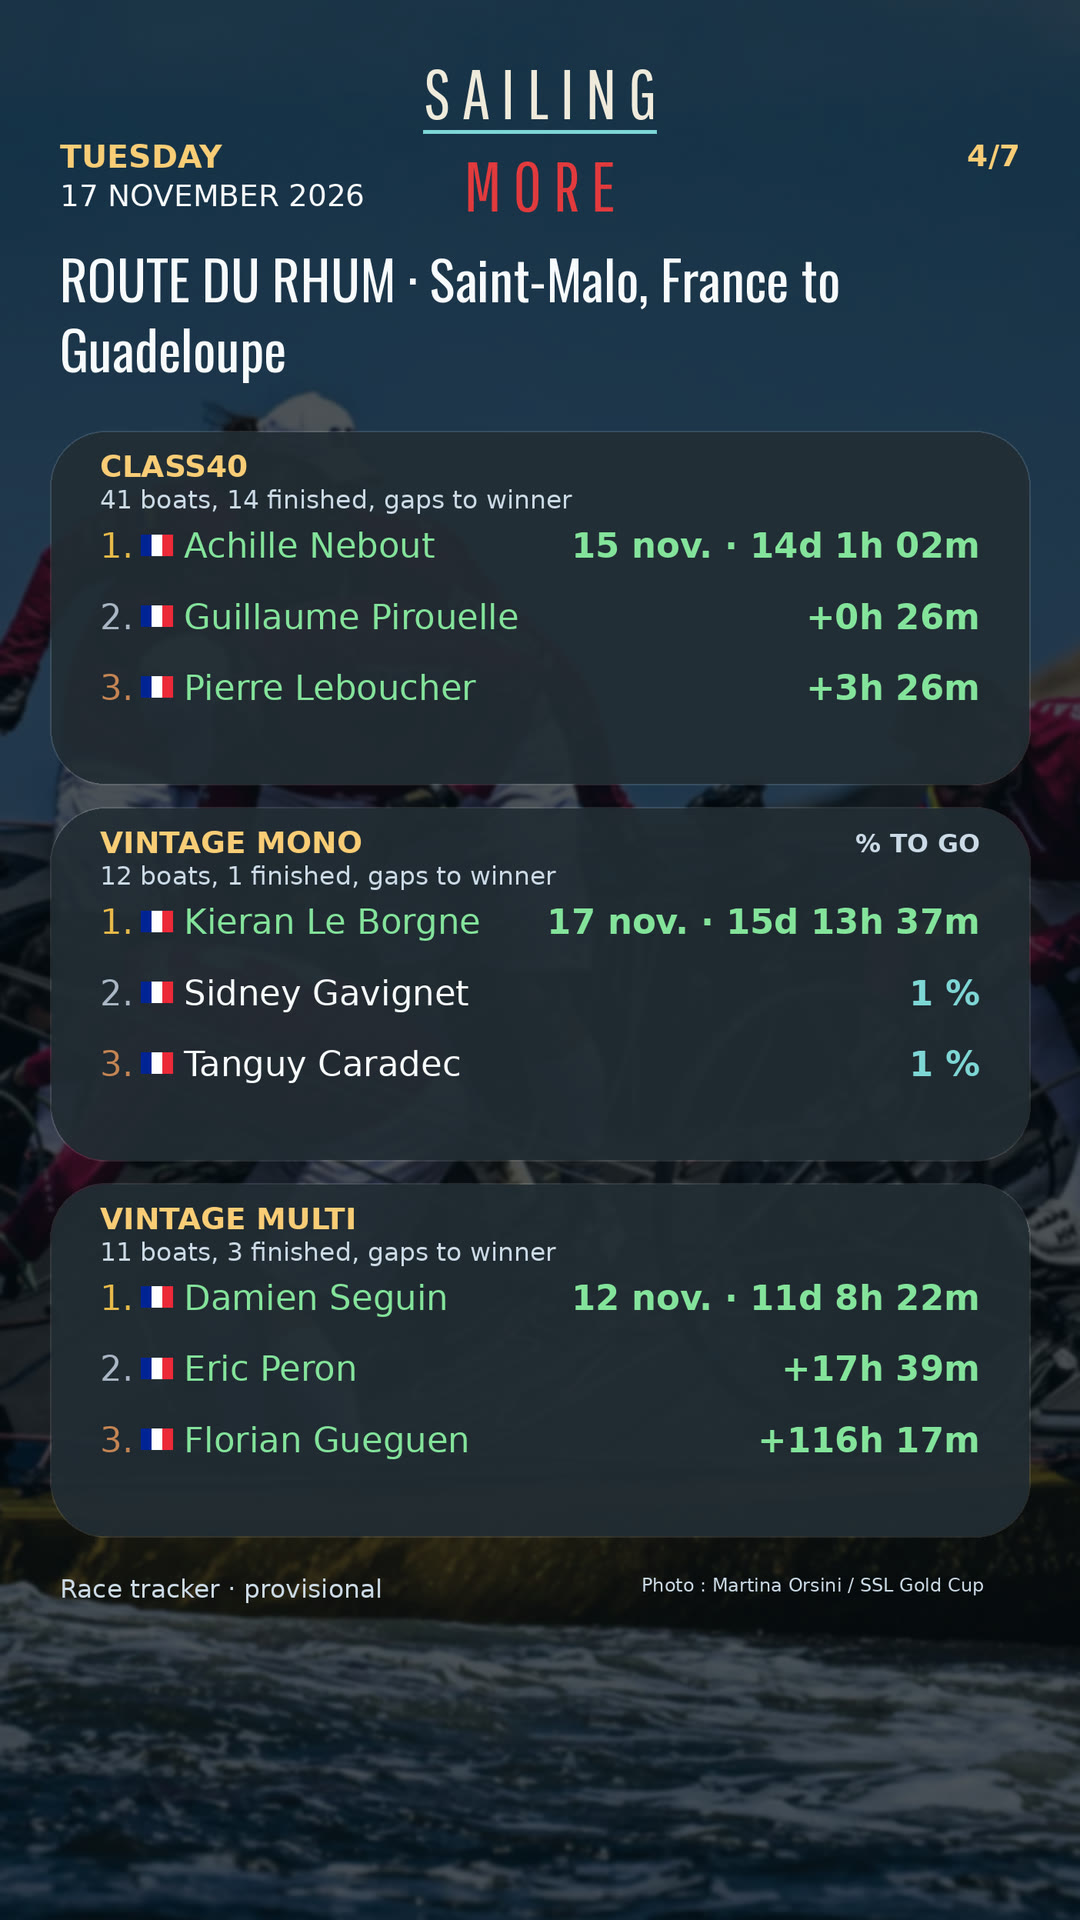 SAILING
MORE
TUESDAY
17 NOVEMBER 2026
4/7
ROUTE DU RHUM · Saint-Malo, France to
Guadeloupe
CLASS40
41 boats, 14 finished, gaps to winner
1. Achille Nebout 15 nov. · 14d 1h 02m
2. Guillaume Pirouelle +0h 26m
3. Pierre Leboucher +3h 26m
VINTAGE MONO % TO GO
12 boats, 1 finished, gaps to winner
1. Kieran Le Borgne 17 nov. · 15d 13h 37m
2. Sidney Gavignet 1 %
3. Tanguy Caradec 1 %
VINTAGE MULTI
11 boats, 3 finished, gaps to winner
1. Damien Seguin 12 nov. · 11d 8h 22m
2. Eric Peron +17h 39m
3. Florian Gueguen +116h 17m
Race tracker · provisional
Photo : Martina Orsini / SSL Gold Cup